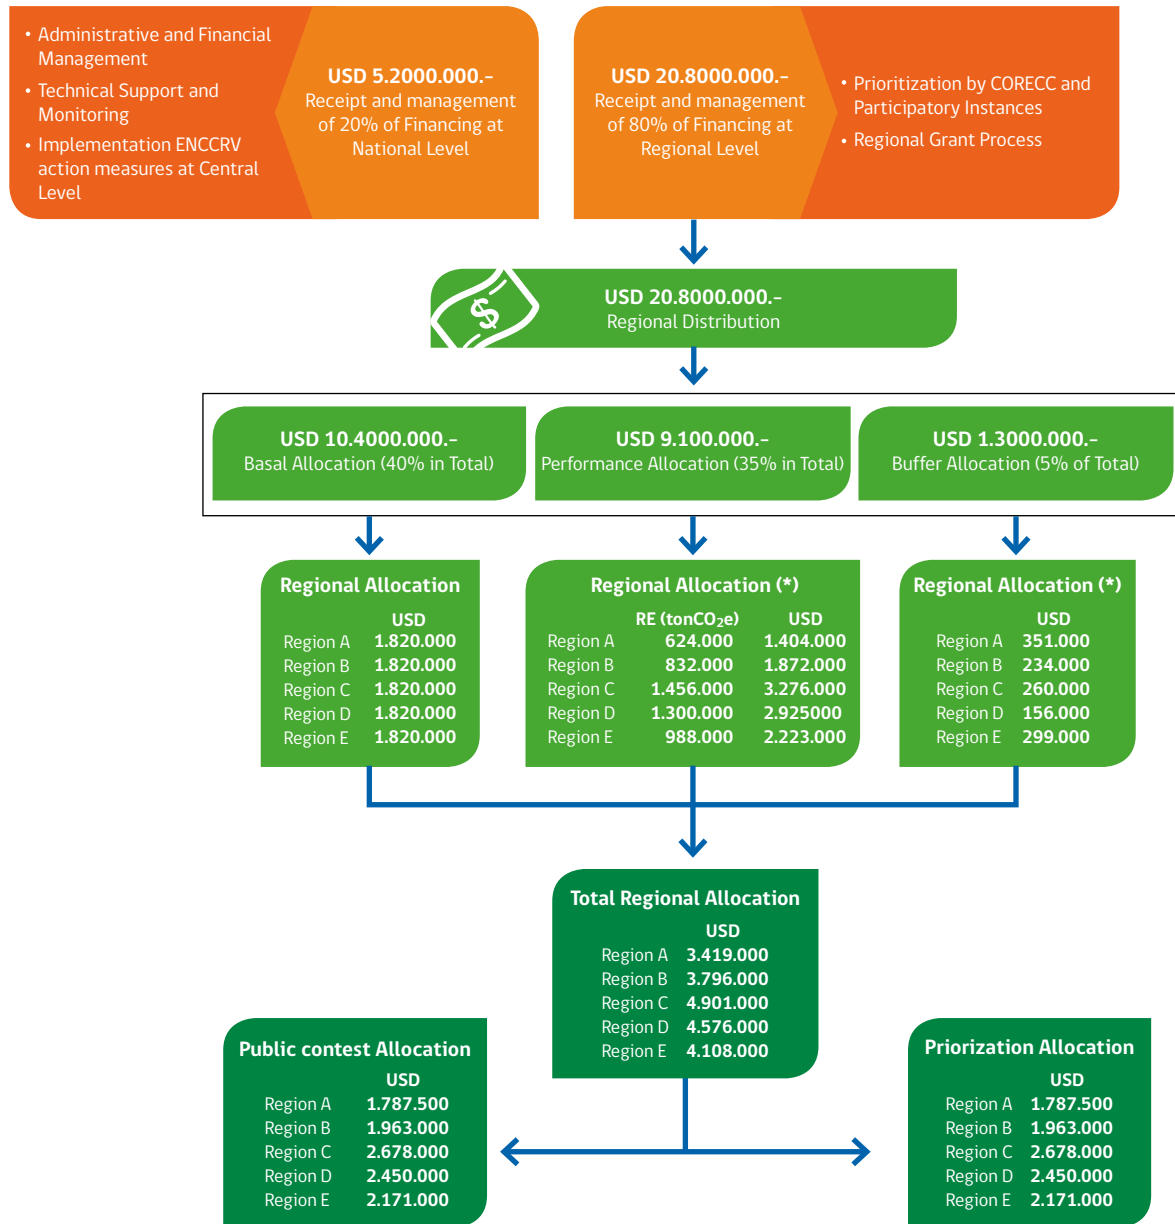 • Administrative and Financial
Management
• Technical Support and
Monitoring
• Implementation ENCCRV
action measures at Central
Level
USD 5.2000.000.–
Receipt and management
of 20% of Financing at
National Level
USD 20.8000.000.–
Receipt and management
of 80% of Financing at
Regional Level
• Prioritization by CORECC and
Participatory Instances
• Regional Grant Process
$
USD 20.8000.000.–
Regional Distribution
USD 10.4000.000.–
Basal Allocation (40% in Total)
USD 9.100.000.–
Performance Allocation (35% in Total)
USD 1.3000.000.–
Buffer Allocation (5% of Total)
Regional Allocation
USD
Region A 1.820.000
Region B 1.820.000
Region C 1.820.000
Region D 1.820.000
Region E 1.820.000
Regional Allocation (*)
RE (tonCO₂e) USD
Region A 624.000 1.404.000
Region B 832.000 1.872.000
Region C 1.456.000 3.276.000
Region D 1.300.000 2.925000
Region E 988.000 2.223.000
Regional Allocation (*)
USD
Region A 351.000
Region B 234.000
Region C 260.000
Region D 156.000
Region E 299.000
Total Regional Allocation
USD
Region A 3.419.000
Region B 3.796.000
Region C 4.901.000
Region D 4.576.000
Region E 4.108.000
Public contest Allocation
USD
Region A 1.787.500
Region B 1.963.000
Region C 2.678.000
Region D 2.450.000
Region E 2.171.000
Priorization Allocation
USD
Region A 1.787.500
Region B 1.963.000
Region C 2.678.000
Region D 2.450.000
Region E 2.171.000